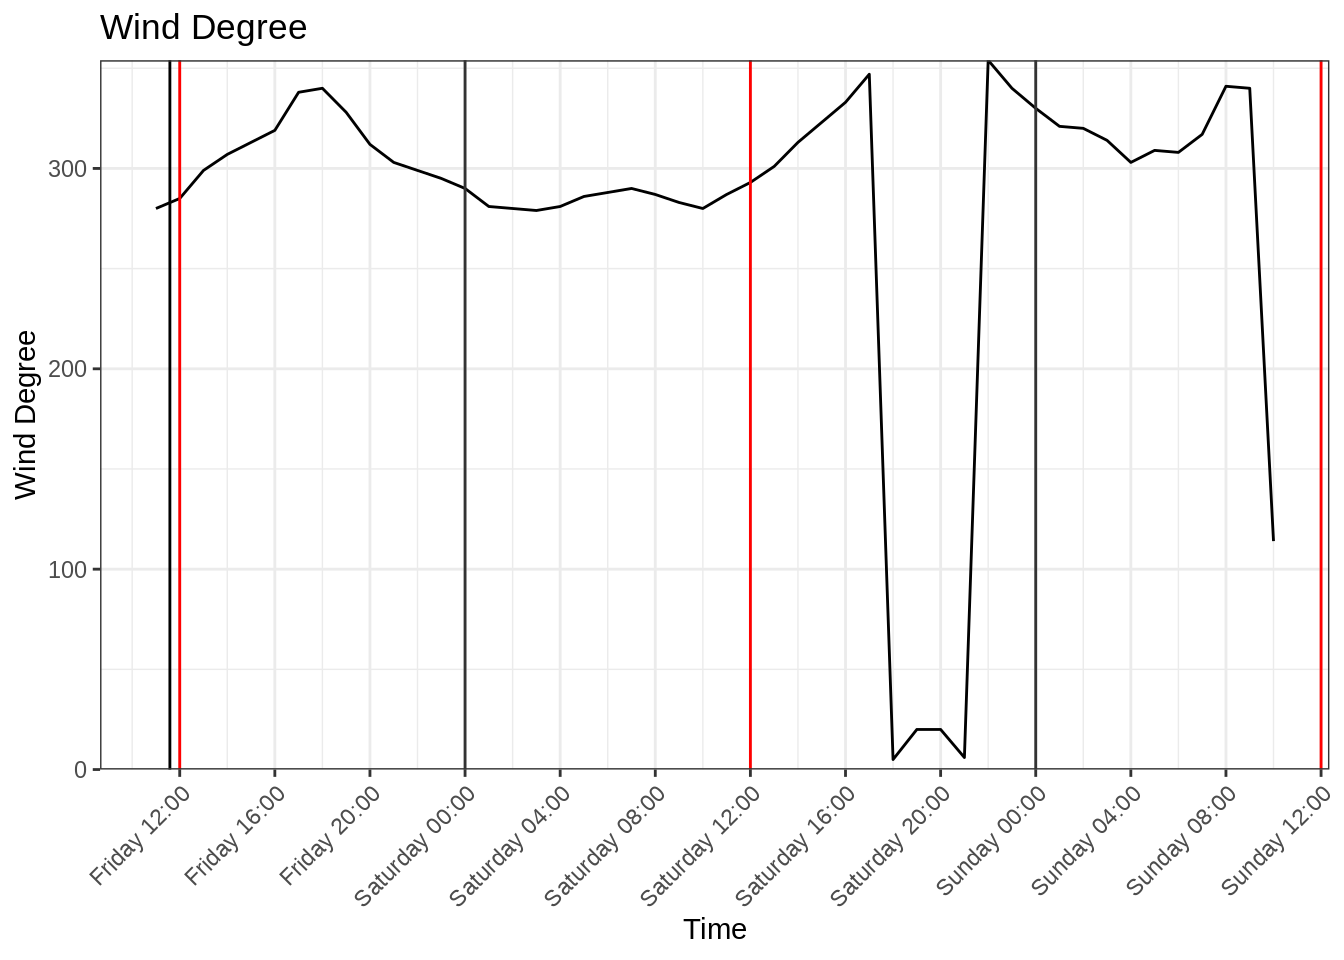 Wind Degree
Wind Degree
300
200
100
0
Friday 12:00
Friday 16:00
Friday 20:00
Saturday 00:00
Saturday 04:00
Saturday 08:00
Saturday 12:00
Saturday 16:00
Saturday 20:00
Sunday 00:00
Sunday 04:00
Sunday 08:00
Sunday 12:00
Time